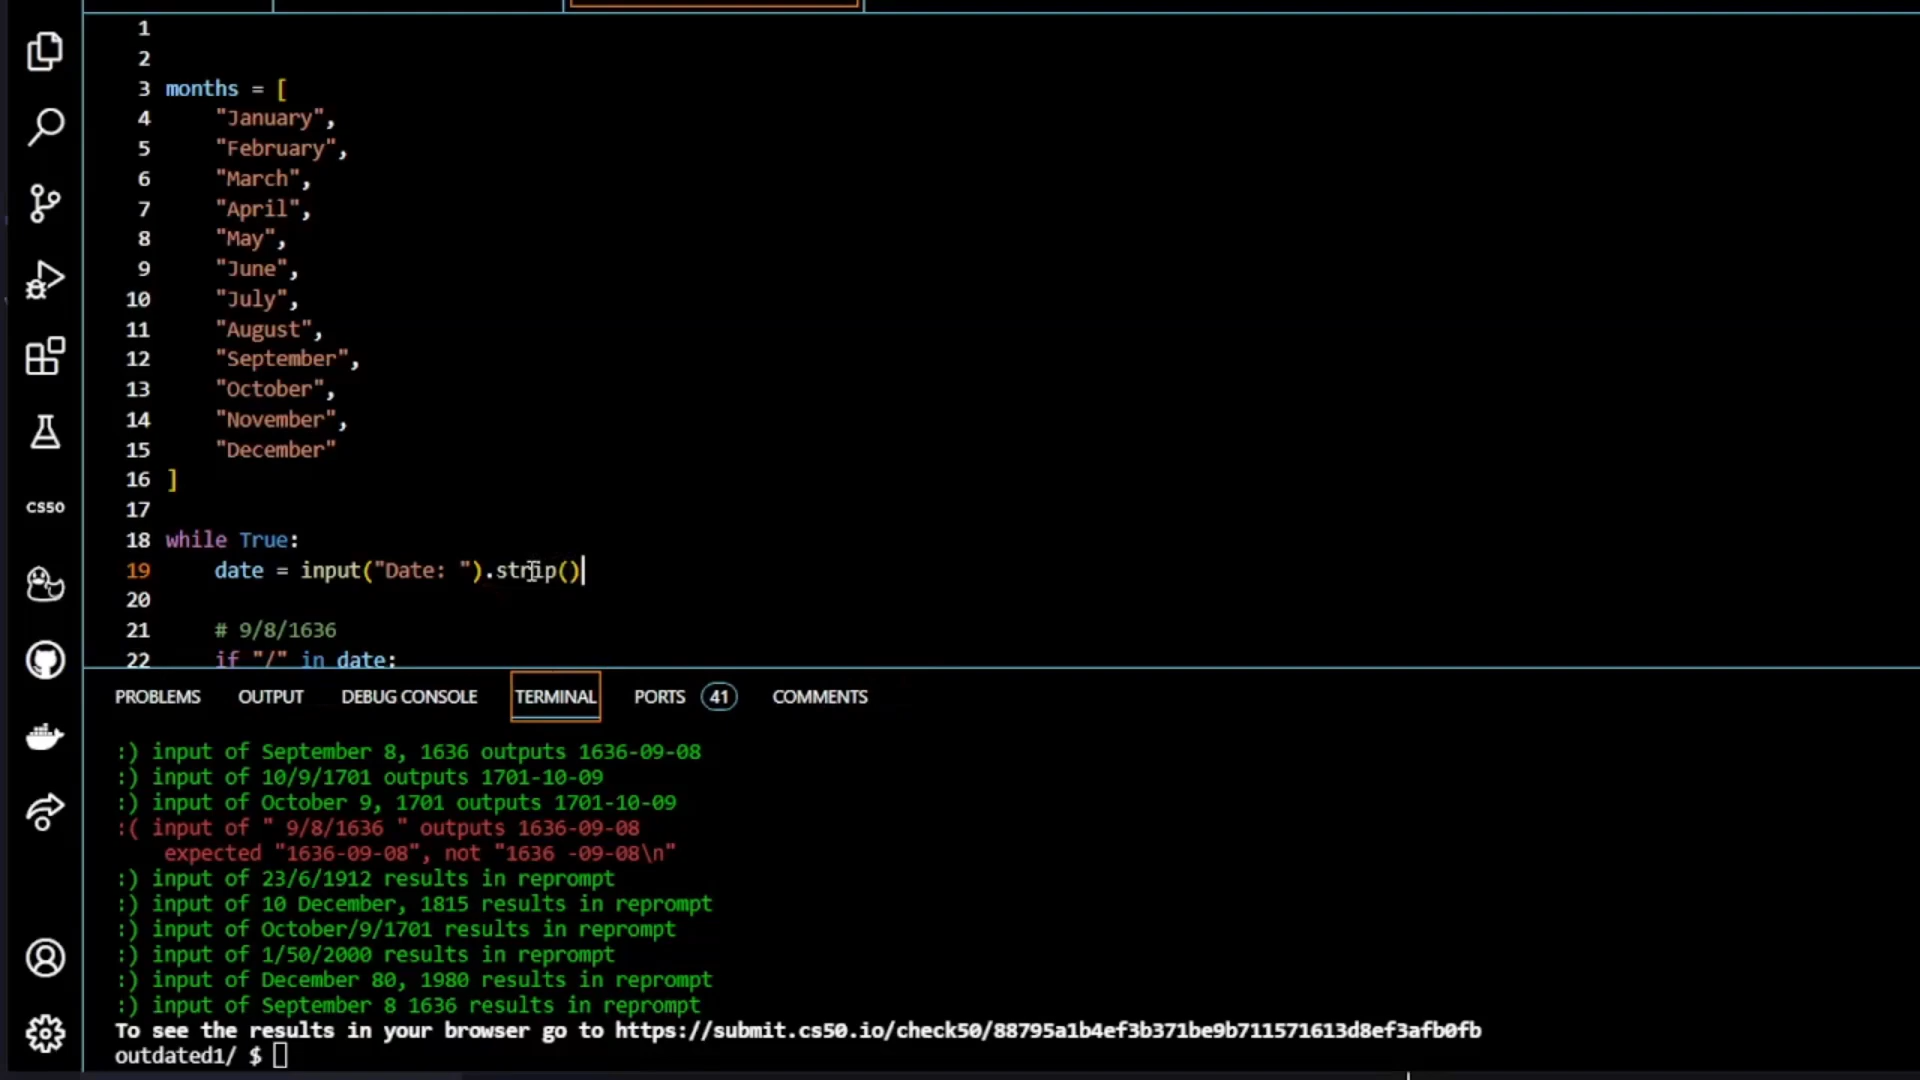 1
2
3 months = [
4 "January",
5 "February",
6 "March",
7 "April",
8 "May",
9 "June",
10 "July",
11 "August",
12 "September",
13 "October",
14 "November",
15 "December"
16 ]
17
18 while True:
19 date = input("Date: ").strip()
20
21 # 9/8/1636
22 if "/" in date:
CS50
PROBLEMS OUTPUT DEBUG CONSOLE TERMINAL PORTS 41 COMMENTS
:) input of September 8, 1636 outputs 1636-09-08
:) input of 10/9/1701 outputs 1701-10-09
:) input of October 9, 1701 outputs 1701-10-09
:( input of " 9/8/1636 " outputs 1636-09-08
expected "1636-09-08", not "1636 -09-08\n"
:) input of 23/6/1912 results in reprompt
:) input of 10 December, 1815 results in reprompt
:) input of October/9/1701 results in reprompt
:) input of 1/50/2000 results in reprompt
:) input of December 80, 1980 results in reprompt
:) input of September 8 1636 results in reprompt
To see the results in your browser go to https://submit.cs50.io/check50/88795a1b4ef3b371be9b711571613d8ef3afb0fb
outdated1/ $